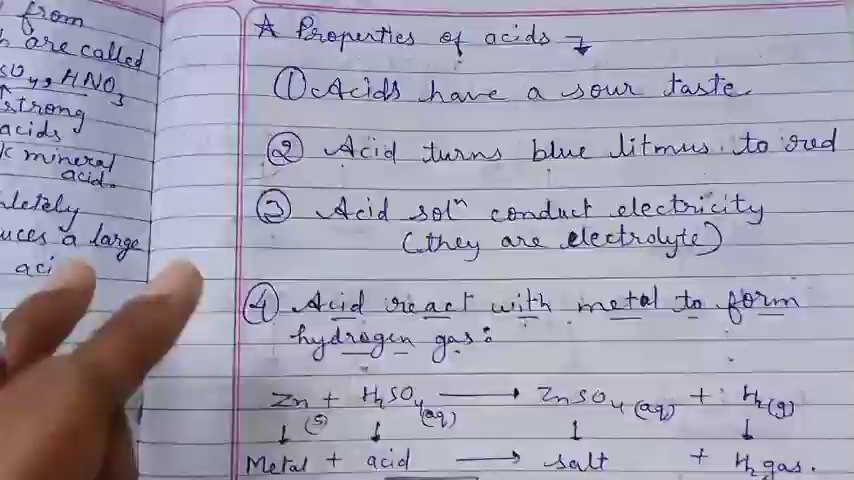 from
are called
SO4, HNO3
strong
acids
mineral
acid.
pletely
uces a large
aci
☆ Properties of acids
① Acids have a sour taste
② Acid turns blue litmus to red
③ Acid solⁿ conduct electricity
(they are electrolyte)
④ Acid react with metal to form
hydrogen gas:
Zn(s) + H2SO4(aq) → ZnSO4(aq) + H2(g)
↓ ↓ ↓ ↓
Metal + acid → salt + H2 gas.